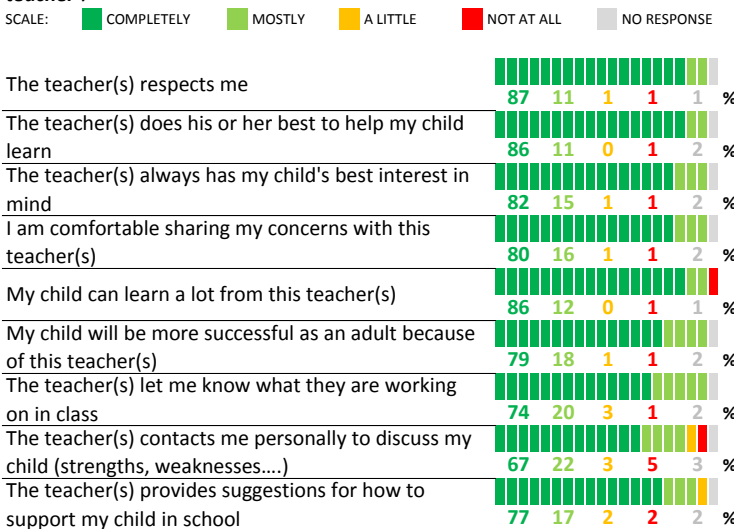 SCALE: COMPLETELY MOSTLY A LITTLE NOT AT ALL NO RESPONSE
The teacher(s) respects me
87 11 1 1 1 %
The teacher(s) does his or her best to help my child
learn
86 11 0 1 2 %
The teacher(s) always has my child's best interest in
mind
82 15 1 1 2 %
I am comfortable sharing my concerns with this
teacher(s)
80 16 1 1 2 %
My child can learn a lot from this teacher(s)
86 12 0 1 1 %
My child will be more successful as an adult because
of this teacher(s)
79 18 1 1 2 %
The teacher(s) let me know what they are working
on in class
74 20 3 1 2 %
The teacher(s) contacts me personally to discuss my
child (strengths, weaknesses....)
67 22 3 5 3 %
The teacher(s) provides suggestions for how to
support my child in school
77 17 2 2 2 %